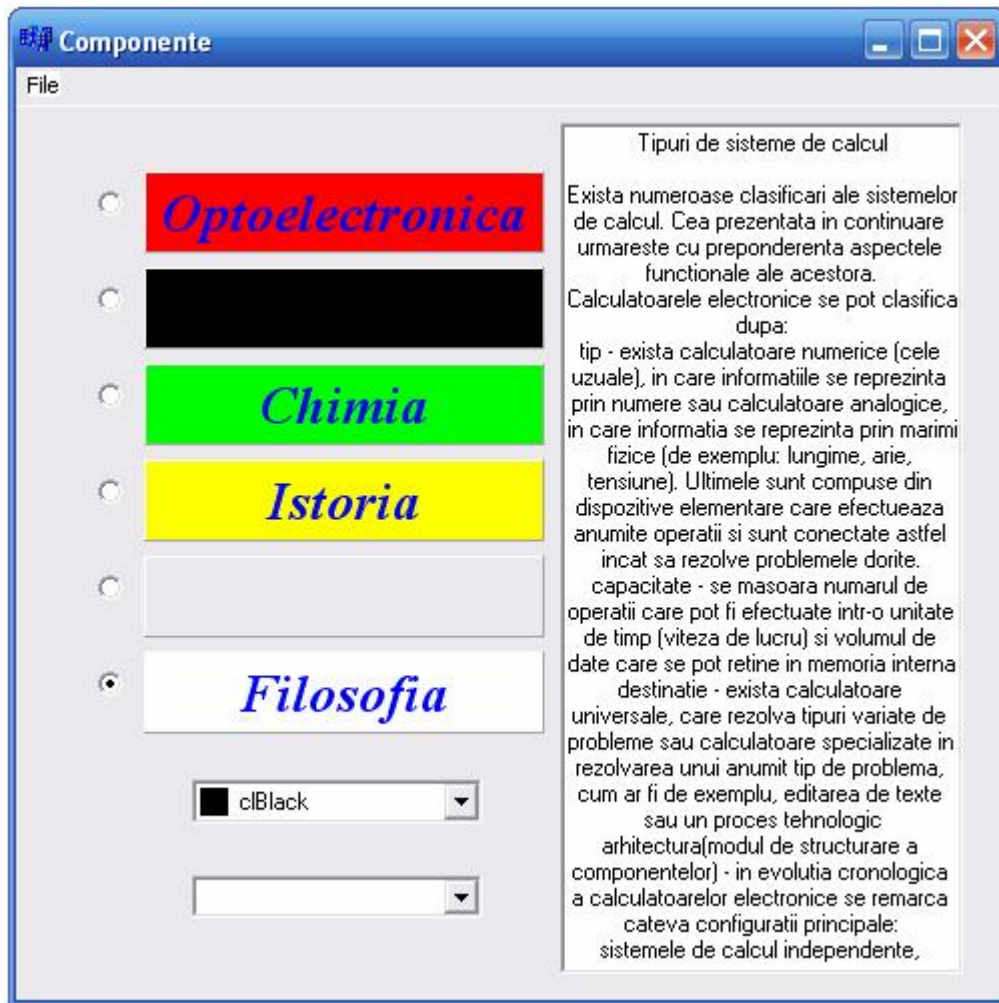 Componente
File
Optoelectronica
Chimia
Istoria
Filosofia
clBlack
Tipuri de sisteme de calcul
Exista numeroase clasificari ale sistemelor
de calcul. Cea prezentata in continuare
urmareste cu preponderenta aspectele
functionale ale acestora.
Calculatoarele electronice se pot clasifica
dupa:
tip - exista calculatoare numerice (cele
uzuale), in care informatiile se reprezinta
prin numere sau calculatoare analogice,
in care informatia se reprezinta prin marimi
fizice (de exemplu: lungime, arie,
tensiune). Ultimele sunt compuse din
dispozitive elementare care efectueaza
anumite operatii si sunt conectate astfel
incat sa rezolve problemele dorite.
capacitate - se masoara numarul de
operatii care pot fi efectuate intr-o unitate
de timp (viteza de lucru) si volumul de
date care se pot retine in memoria interna
destinatie - exista calculatoare
universale, care rezolva tipuri variate de
probleme sau calculatoare specializate in
rezolvarea unui anumit tip de problema,
cum ar fi de exemplu, editarea de texte
sau un proces tehnologic
arhitectura(modul de structurare a
componentelor) - in evolutia cronologica
a calculatoarelor electronice se remarca
cateva configuratii principale:
sistemele de calcul independente,